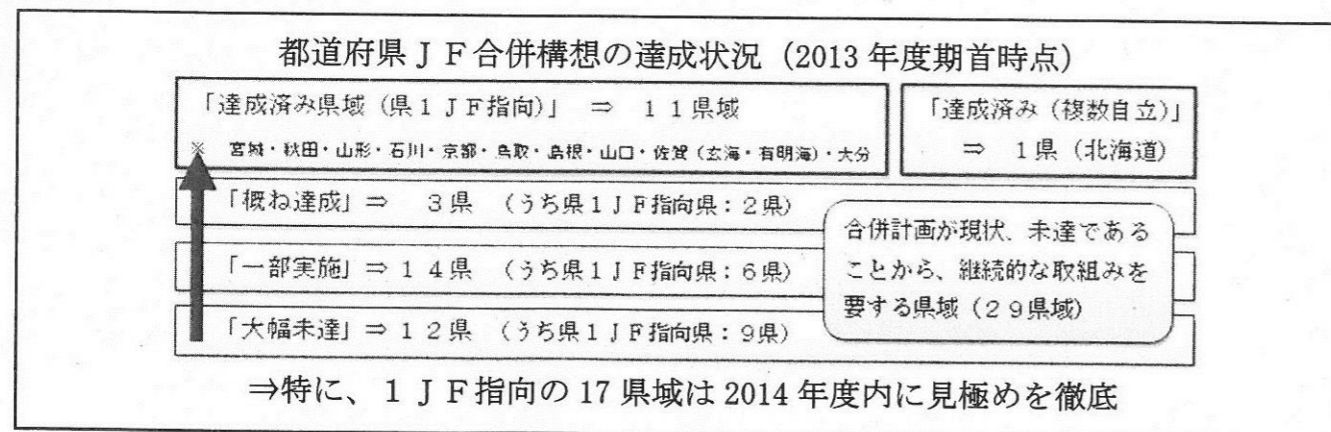 都道府県ＪＦ合併構想の達成状況（2013年度期首時点）
「達成済み県域（県１ＪＦ指向）」 ⇒ １１県域
※ 宮城・秋田・山形・石川・京都・鳥取・島根・山口・佐賀（玄海・有明海）・大分
「達成済み（複数自立）」
⇒ １県（北海道）
「概ね達成」⇒ ３県 （うち県１ＪＦ指向県：２県）
「一部実施」⇒１４県 （うち県１ＪＦ指向県：６県）
「大幅未達」⇒１２県 （うち県１ＪＦ指向県：９県）
合併計画が現状、未達である
ことから、継続的な取組みを
要する県域（２９県域）
⇒特に、１ＪＦ指向の17県域は2014年度内に見極めを徹底